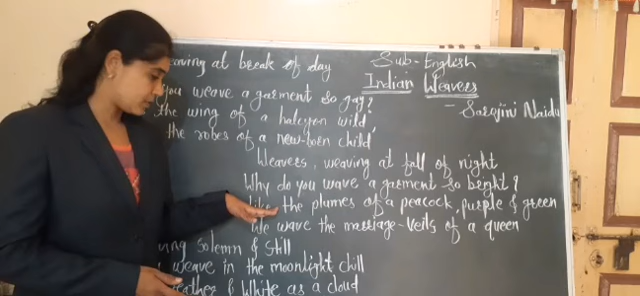 eaving at break of day
Sub-English
Indian Weavers
- Sarojini Naidu
you weave a garment so gay?
the wing of a halcyon wild
the robes of a new-born child
Weavers, weaving at fall of night
Why do you wave a garment so bright?
Like the plumes of a peacock, purple & green
We wave the marriage-veils of a queen
ving solemn & still
weave in the moonlight chill
feather & White as a cloud